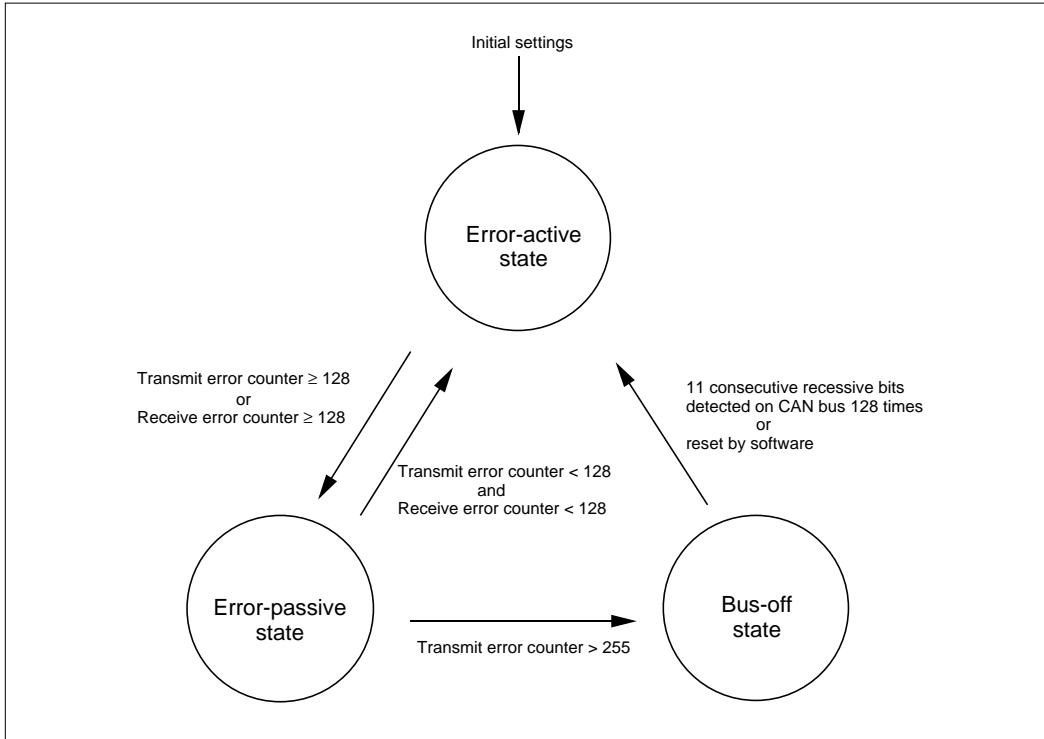 Initial settings
Error-active
state
Transmit error counter ≥ 128
or
Receive error counter ≥ 128
11 consecutive recessive bits
detected on CAN bus 128 times
or
reset by software
Transmit error counter < 128
and
Receive error counter < 128
Error-passive
state
Bus-off
state
Transmit error counter > 255